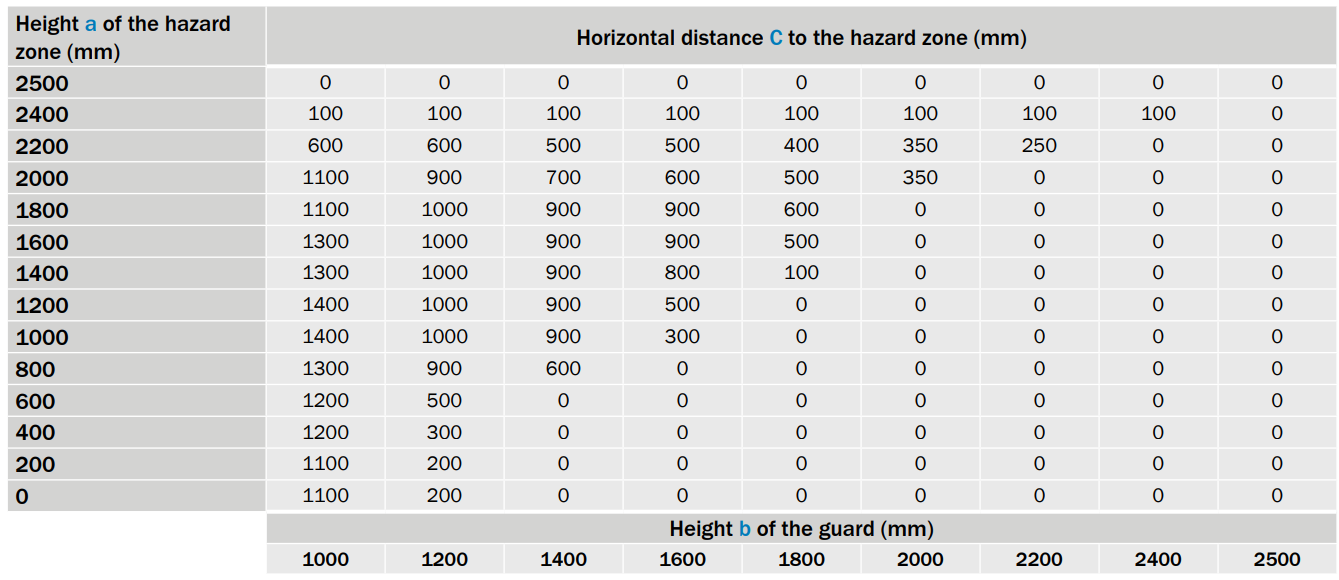 Height a of the hazard zone (mm) Horizontal distance C to the hazard zone (mm)
2500 0 0 0 0 0 0 0 0 0
2400 100 100 100 100 100 100 100 100 0
2200 600 600 500 500 400 350 250 0 0
2000 1100 900 700 600 500 350 0 0 0
1800 1100 1000 900 900 600 0 0 0 0
1600 1300 1000 900 900 500 0 0 0 0
1400 1300 1000 900 800 100 0 0 0 0
1200 1400 1000 900 500 0 0 0 0 0
1000 1400 1000 900 300 0 0 0 0 0
800 1300 900 600 0 0 0 0 0 0
600 1200 500 0 0 0 0 0 0 0
400 1200 300 0 0 0 0 0 0 0
200 1100 200 0 0 0 0 0 0 0
0 1100 200 0 0 0 0 0 0 0
Height b of the guard (mm)
1000 1200 1400 1600 1800 2000 2200 2400 2500